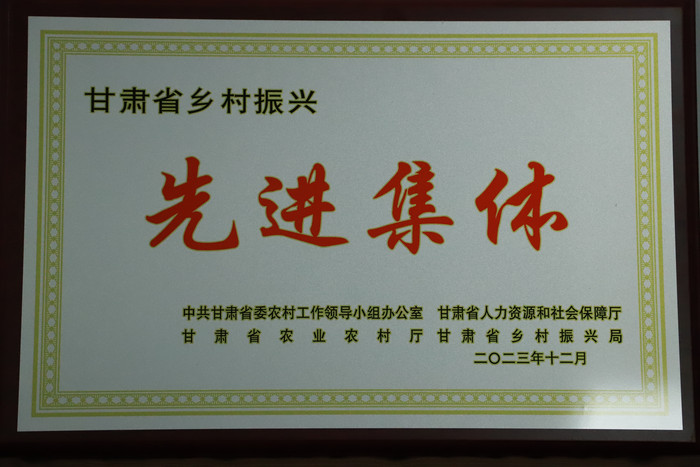 甘肃省乡村振兴
先进集体
中共甘肃省委农村工作领导小组办公室 甘肃省人力资源和社会保障厅
甘肃省农业农村厅 甘肃省乡村振兴局
二〇二三年十二月